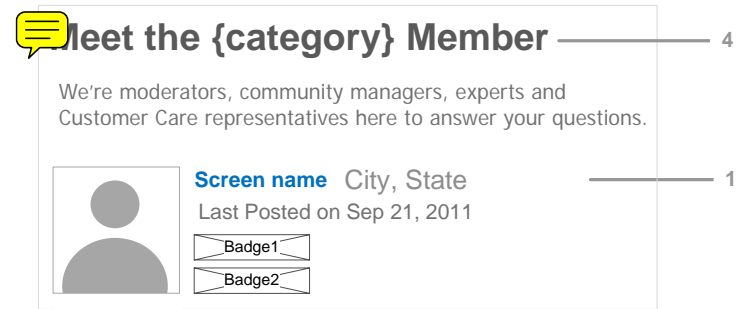 Meet the {category} Member
4
We're moderators, community managers, experts and
Customer Care representatives here to answer your questions.
Screen name City, State
1
Last Posted on Sep 21, 2011
Badge1
Badge2